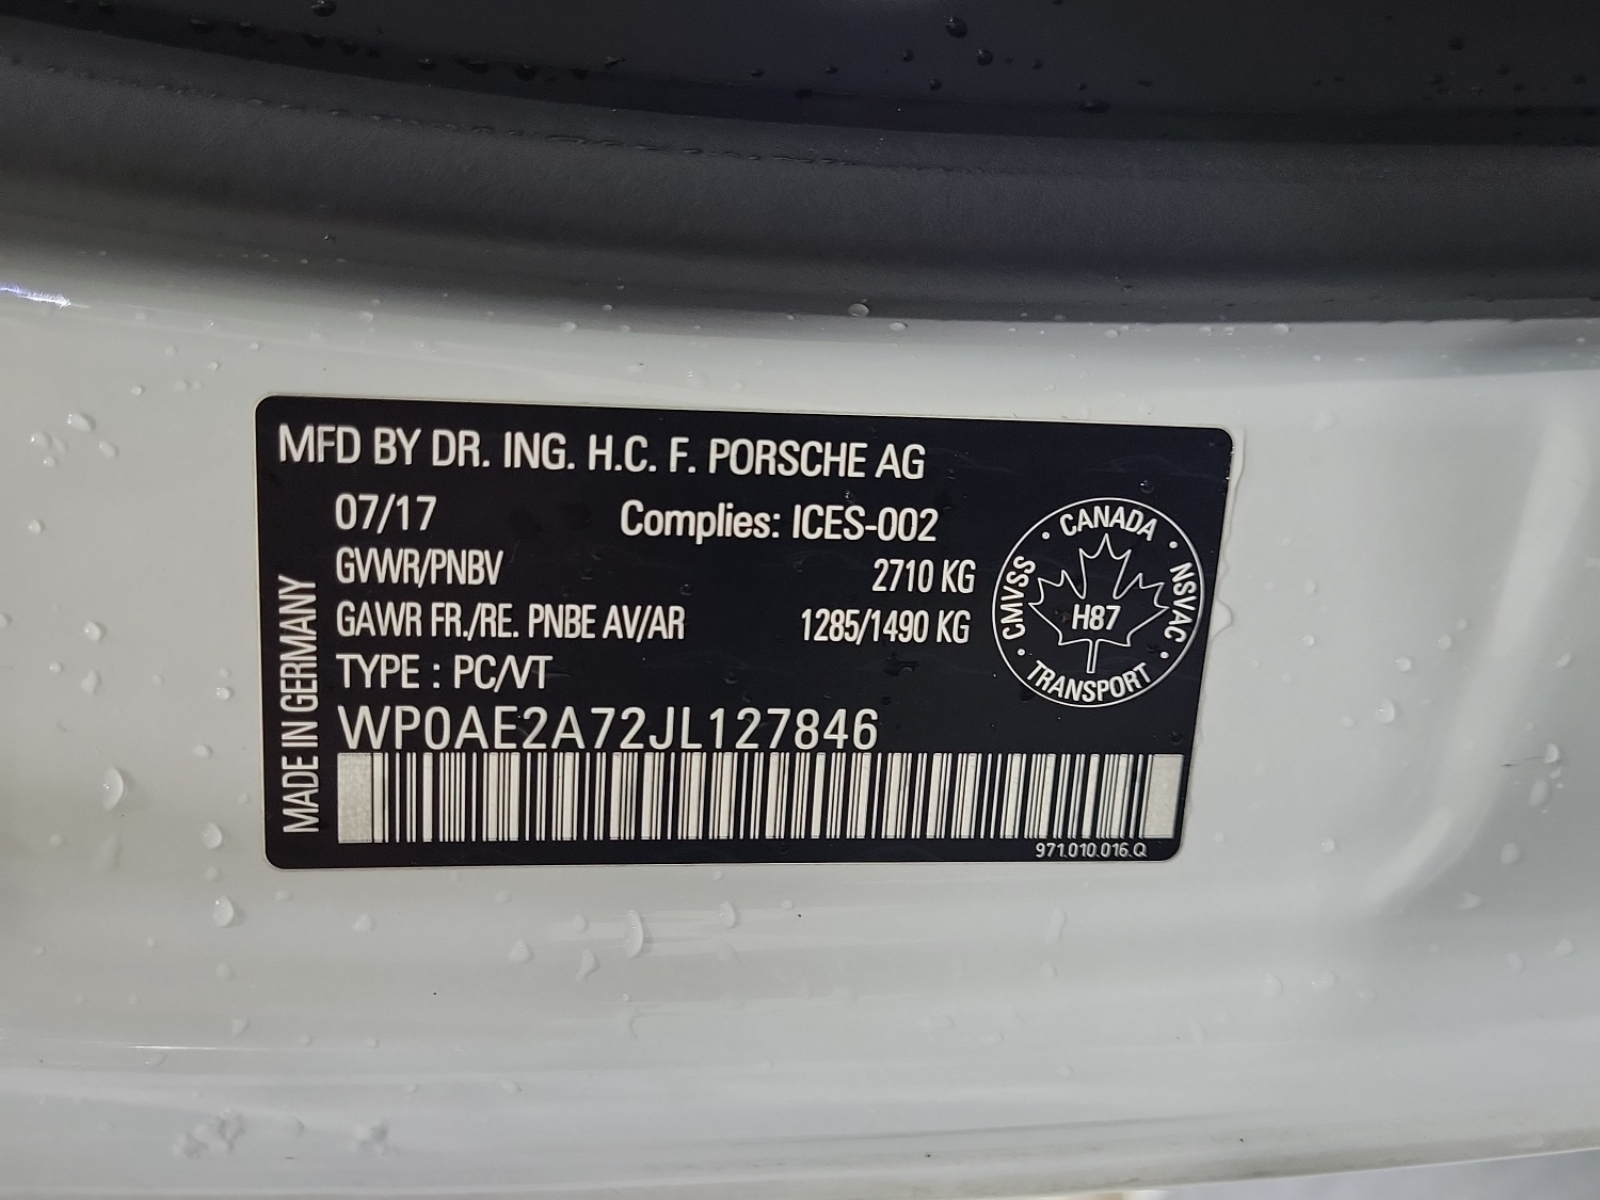 MFD BY DR. ING. H.C. F. PORSCHE AG
07/17 Complies: ICES-002
GVWR/PNBV 2710 KG
GAWR FR./RE. PNBE AV/AR 1285/1490 KG
TYPE : PC/VT
WP0AE2A72JL127846
971.010.016.Q
MADE IN GERMANY
CANADA
CMVSS
NSVAC
H87
TRANSPORT